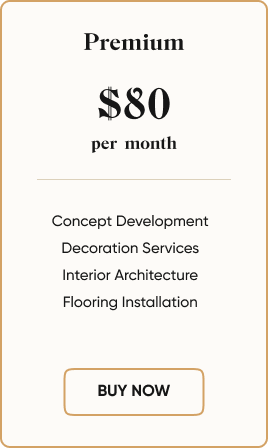 Premium
$80
per month
Concept Development
Decoration Services
Interior Architecture
Flooring Installation
BUY NOW